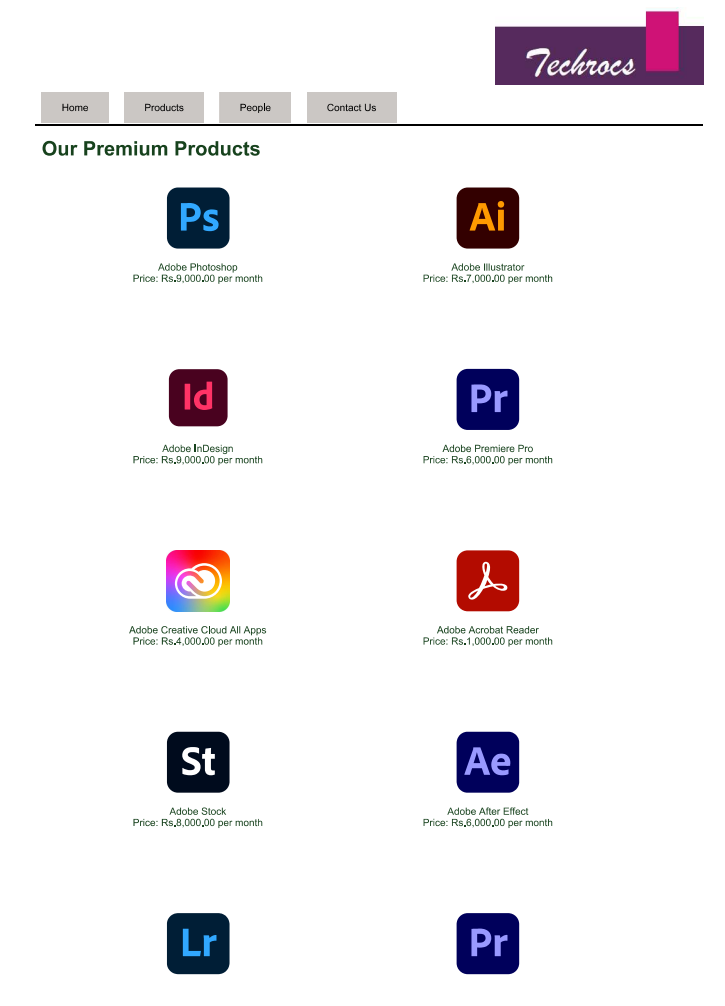 Techrocs
Home Products People Contact Us
Our Premium Products
Ps Ai
Adobe Photoshop Adobe Illustrator
Price: Rs.9,000.00 per month Price: Rs.7,000.00 per month
Id Pr
Adobe InDesign Adobe Premiere Pro
Price: Rs.9,000.00 per month Price: Rs.6,000.00 per month
Adobe Creative Cloud All Apps Adobe Acrobat Reader
Price: Rs.4,000.00 per month Price: Rs.1,000.00 per month
St Ae
Adobe Stock Adobe After Effect
Price: Rs.8,000.00 per month Price: Rs.6,000.00 per month
Lr Pr